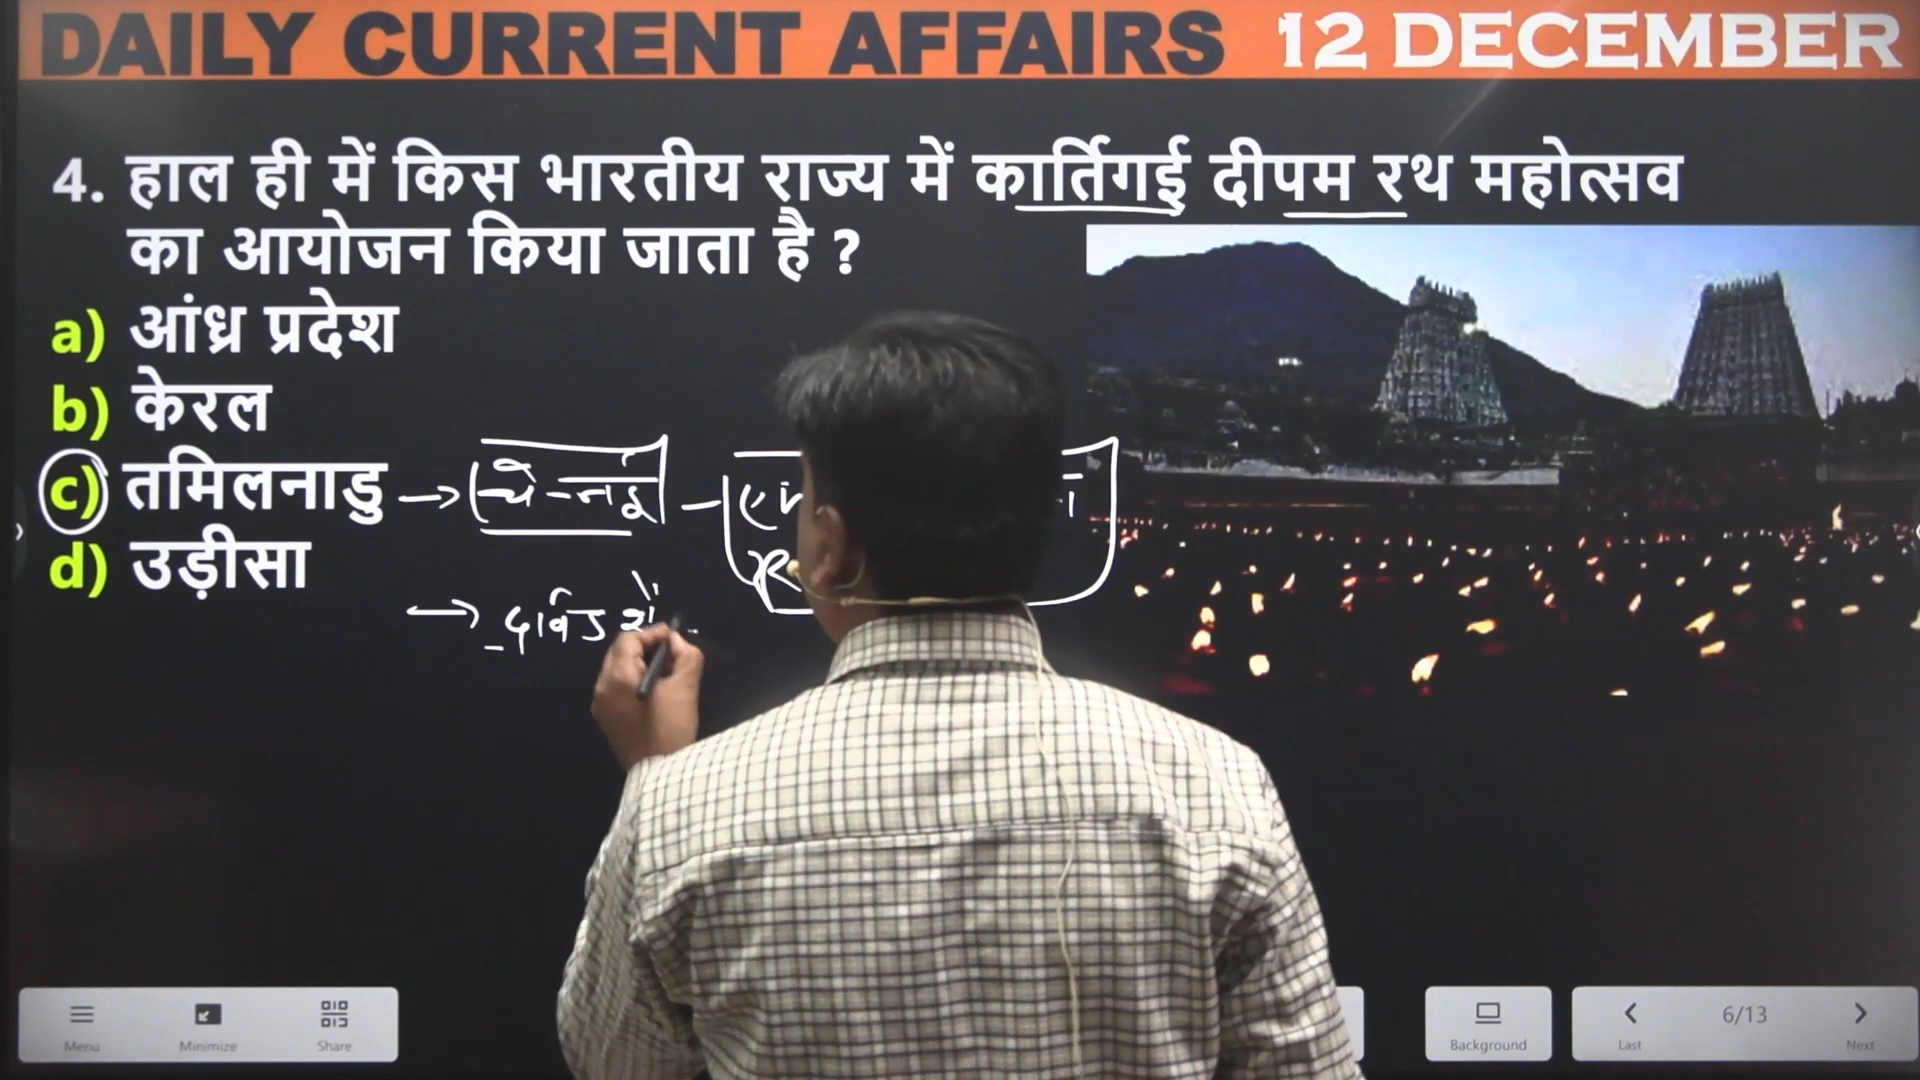 DAILY CURRENT AFFAIRS 12 DECEMBER
4. हाल ही में किस भारतीय राज्य में कार्तिगई दीपम रथ महोत्सव
का आयोजन किया जाता है ?
a) आंध्र प्रदेश
b) केरल
c) तमिलनाडु → चेन्नई –
d) उड़ीसा
→
Menu Minimize Share Background Last 6/13 Next